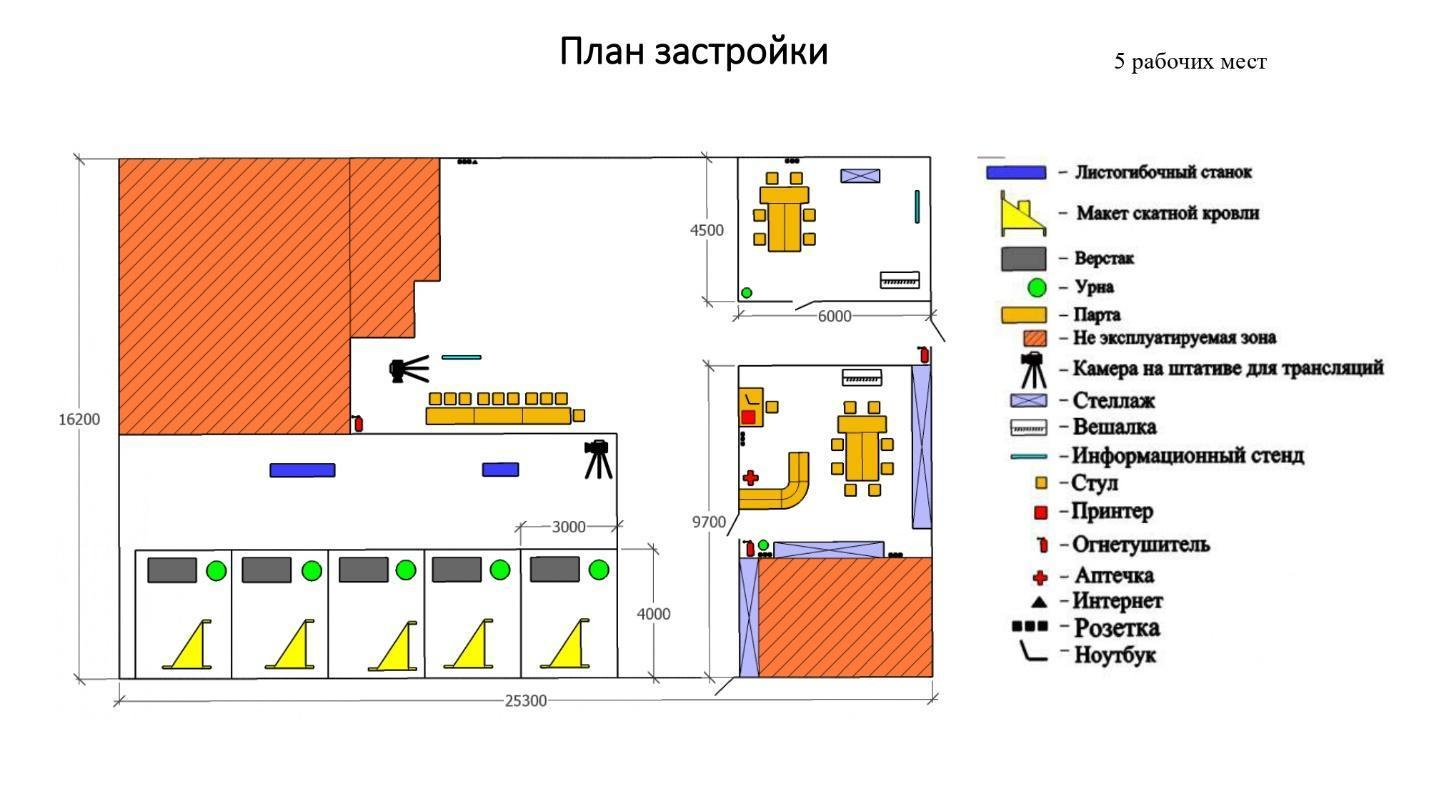 План застройки
5 рабочих мест
4500
6000
16200
9700
3000
4000
25300
– Листогибочный станок
– Макет скатной кровли
– Верстак
– Урна
– Парта
– Не эксплуатируемая зона
– Камера на штативе для трансляций
– Стеллаж
– Вешалка
– Информационный стенд
– Стул
– Принтер
– Огнетушитель
– Аптечка
– Интернет
– Розетка
– Ноутбук